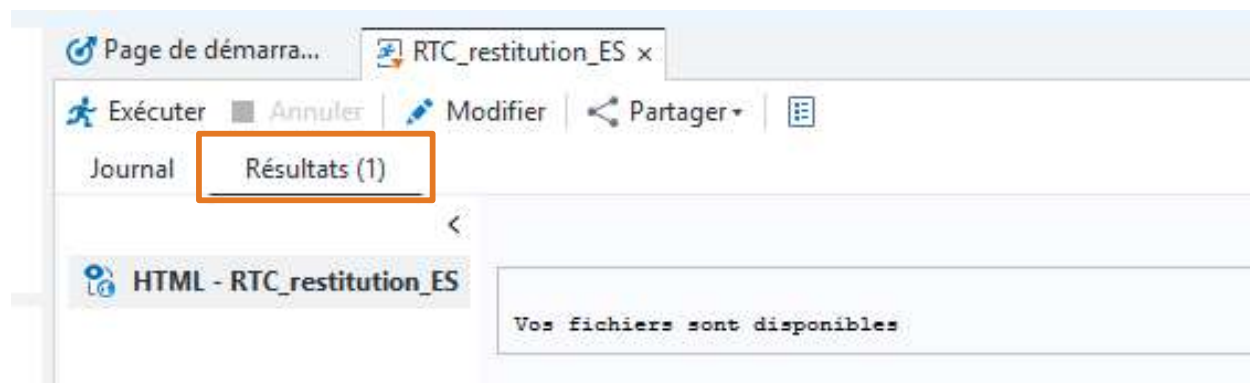 Page de démarra... RTC_restitution_ES ×
Exécuter Annuler Modifier Partager
Journal Résultats (1)
<
HTML - RTC_restitution_ES
Vos fichiers sont disponibles